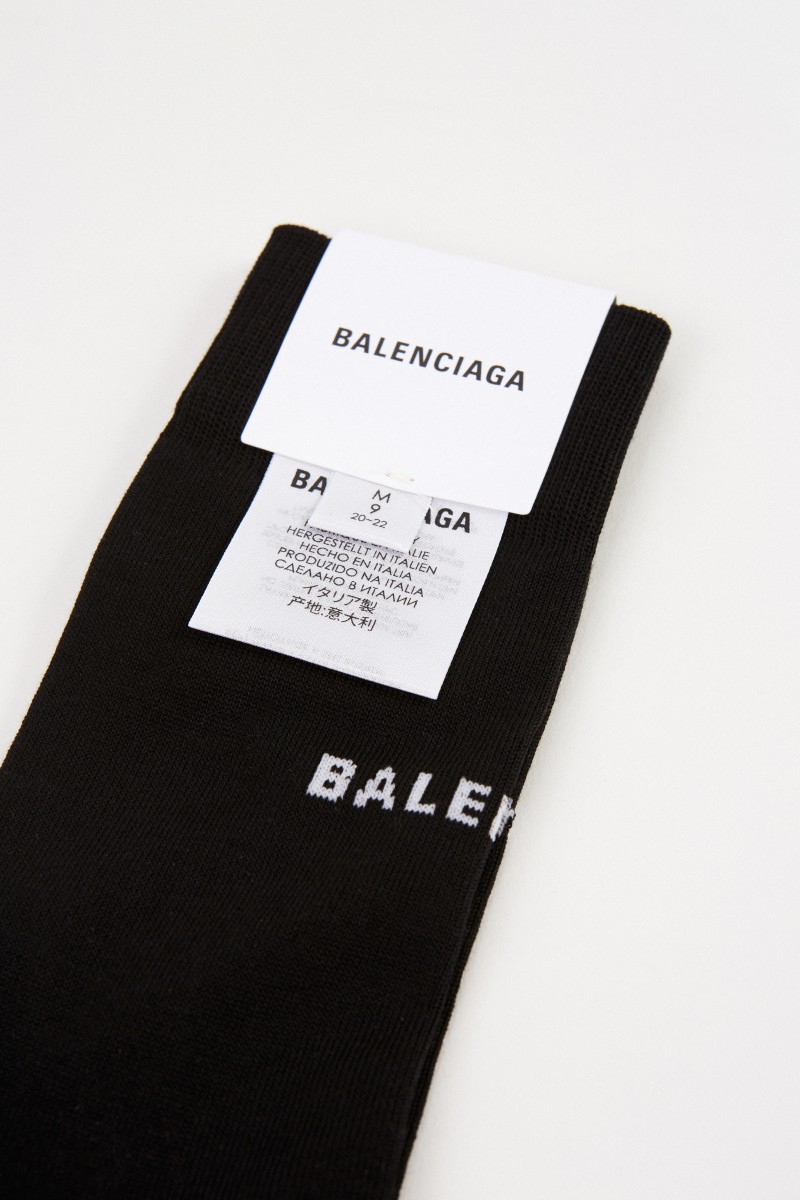 BALENCIAGA
M
9
20-22
BA AGA
HERGESTELLT IN ITALIEN
HECHO EN ITALIA
PRODUZIDO NA ITALIA
СДЕЛАНО В ИТАЛИИ
イタリア製
产地:意大利
BALEN